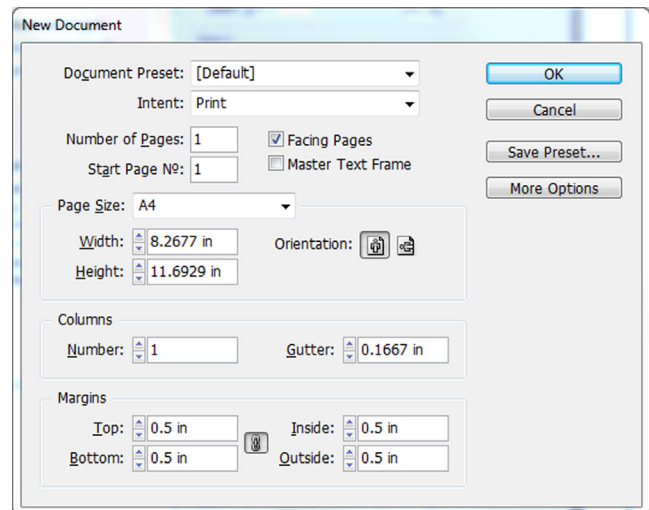 New Document
Document Preset: [Default]
OK
Intent: Print
Cancel
Number of Pages: 1
Facing Pages
Save Preset...
Start Page Nº: 1
Master Text Frame
More Options
Page Size: A4
Width: 8.2677 in
Orientation:
Height: 11.6929 in
Columns
Number: 1
Gutter: 0.1667 in
Margins
Top: 0.5 in
Inside: 0.5 in
Bottom: 0.5 in
Outside: 0.5 in